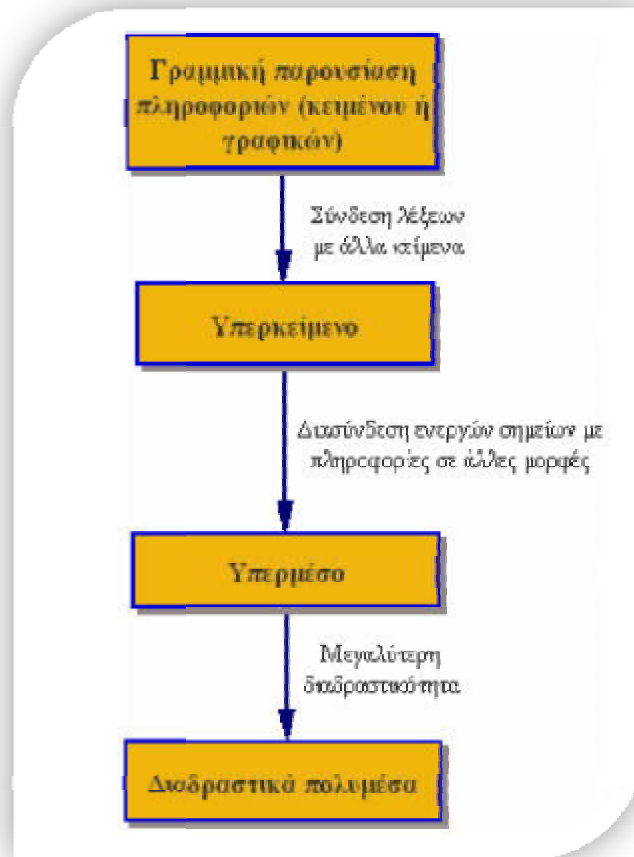 Γραμμική παρουσίαση
πληροφοριών (κειμένου ή
γραφικών)
Σύνδεση λέξεων
με άλλα κείμενα
Υπερκείμενο
Διασύνδεση ενεργών σημείων με
πληροφορίες σε άλλες μορφές
Υπερμέσο
Μεγαλύτερη
διαδραστικότητα
Διαδραστικά πολυμέσα